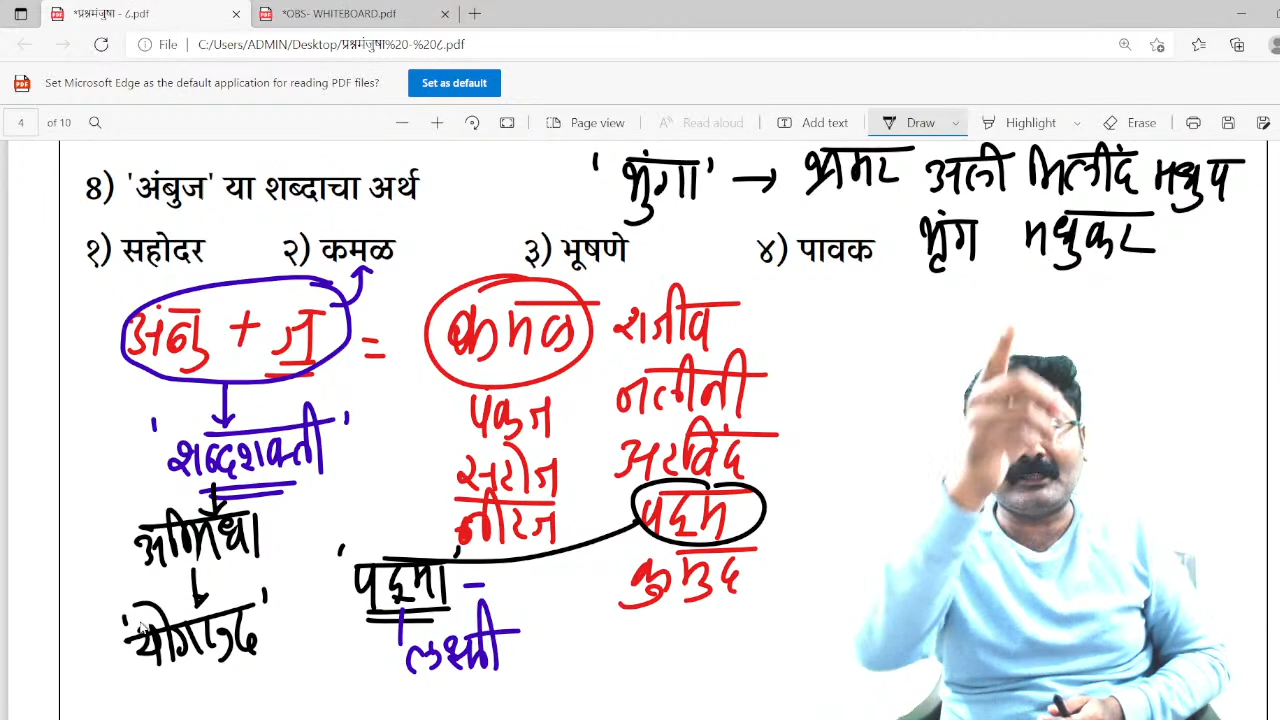 *प्रश्नमंजुषा - ८.pdf
*OBS- WHITEBOARD.pdf
File C:/Users/ADMIN/Desktop/प्रश्नमंजुषा%20-%20८.pdf
Set Microsoft Edge as the default application for reading PDF files? Set as default
4 of 10 Page view Read aloud Add text Draw Highlight Erase
8) 'अंबुज' या शब्दाचा अर्थ
१) सहोदर २) कमळ ३) भूषणे ४) पावक
'भुंगा' → भ्रमर अली मिलींद मधुप
भृंग मधुकर
अंबु + ज = कमळ
पंकज
सरोज
नीरज
राजीव
नलीनी
अरविंद
पद्म
कुमुद
'शब्दशक्ती'
अभिधा
'योगरूढ'
'पद्मा' -
लक्ष्मी